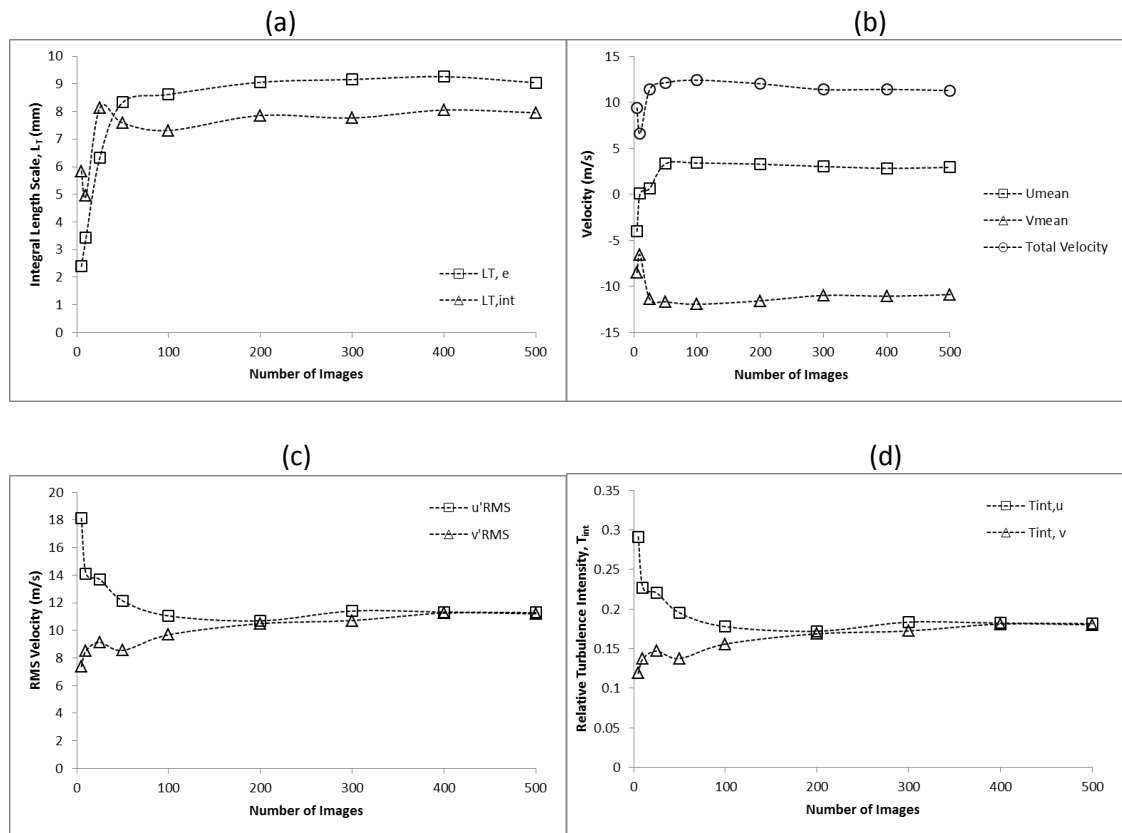 (a)
Integral Length Scale, LT (mm)
10
9
8
7
6
5
4
3
2
1
0
0 100 200 300 400 500
Number of Images
LT, e
LT,int
(b)
Velocity (m/s)
15
10
5
0
-5
-10
-15
0 100 200 300 400 500
Number of Images
Umean
Vmean
Total Velocity
(c)
RMS Velocity (m/s)
20
18
16
14
12
10
8
6
4
2
0
0 100 200 300 400 500
Number of Images
u'RMS
v'RMS
(d)
Relative Turbulence Intensity, Tint
0.35
0.3
0.25
0.2
0.15
0.1
0.05
0
0 100 200 300 400 500
Number of Images
Tint,u
Tint, v